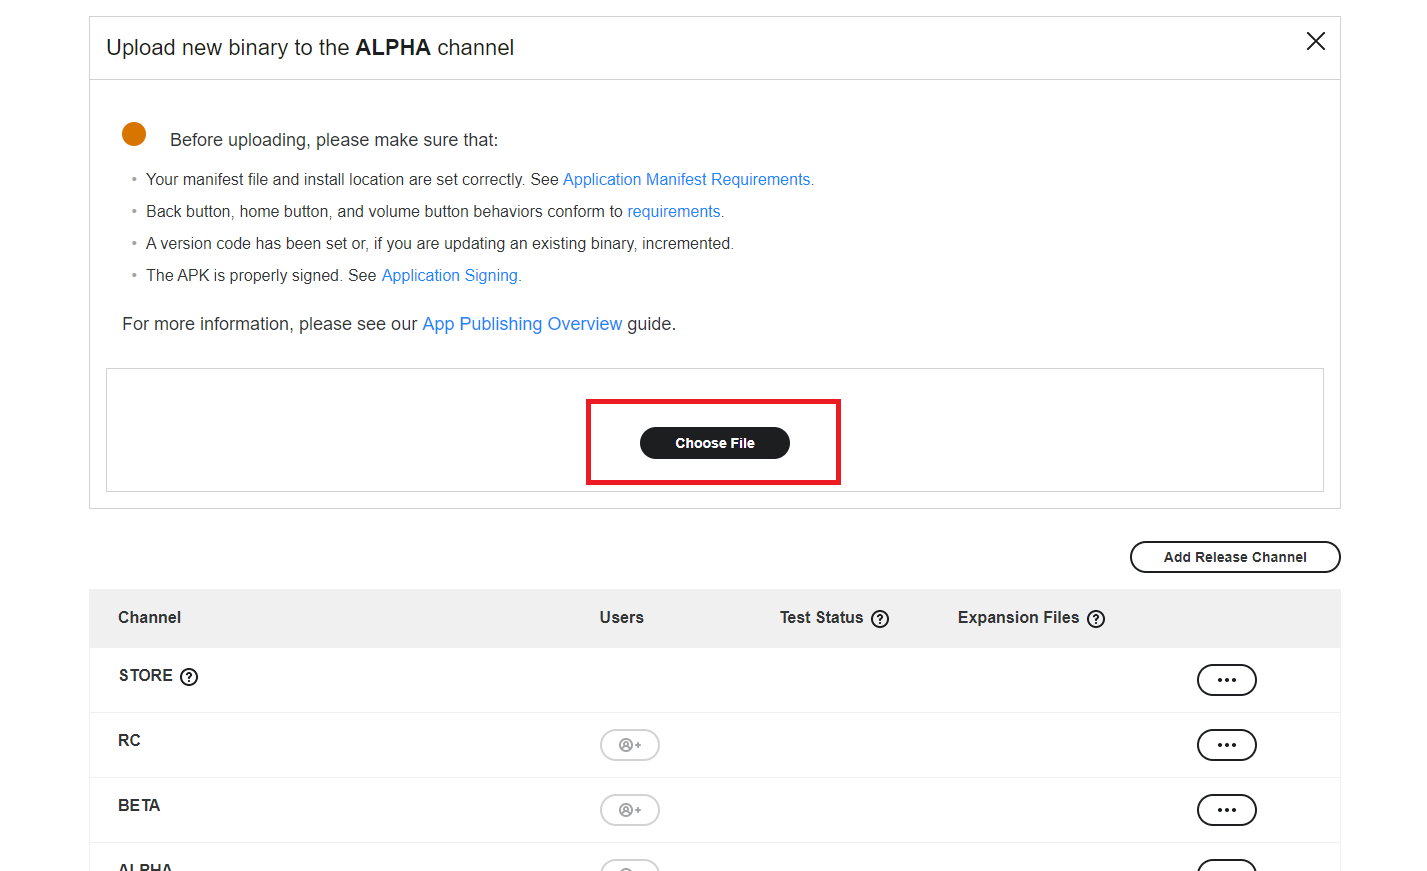 Upload new binary to the ALPHA channel
Before uploading, please make sure that:
• Your manifest file and install location are set correctly. See Application Manifest Requirements.
• Back button, home button, and volume button behaviors conform to requirements.
• A version code has been set or, if you are updating an existing binary, incremented.
• The APK is properly signed. See Application Signing.
For more information, please see our App Publishing Overview guide.
Choose File
Add Release Channel
Channel Users Test Status ? Expansion Files ?
STORE ?
RC
BETA
ALPHA